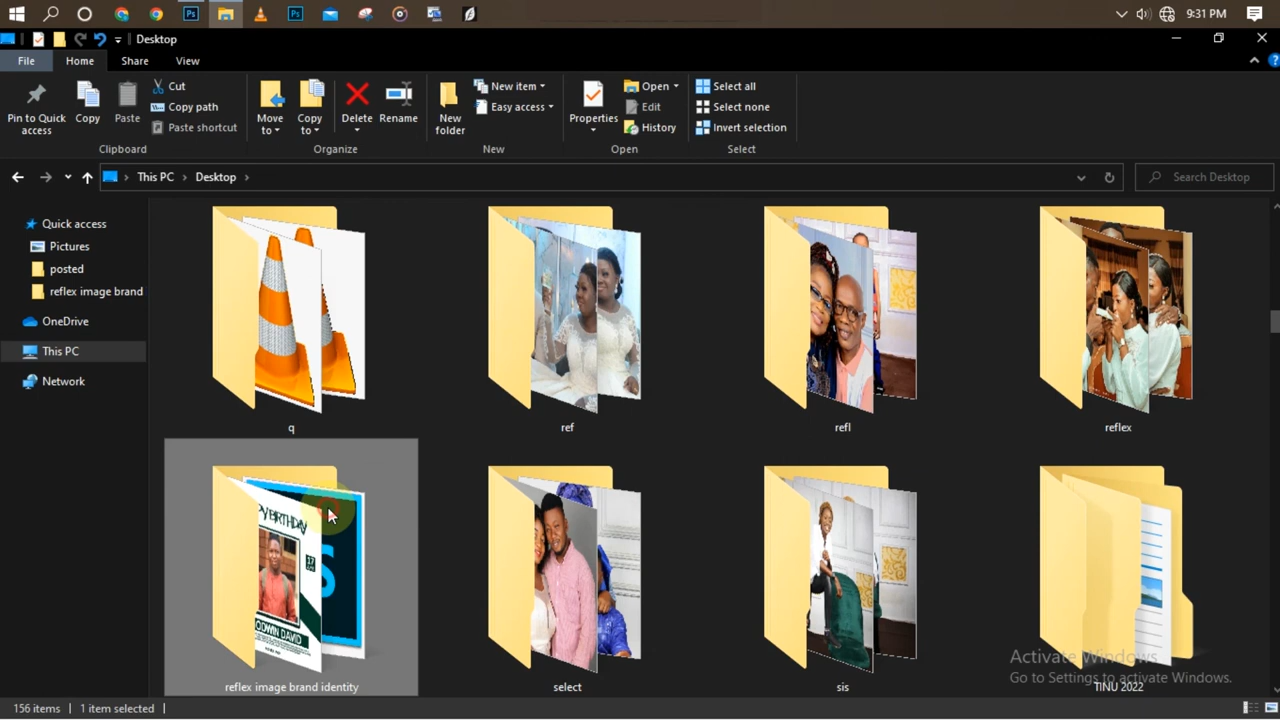 9:31 PM
Desktop
File
Home
Share
View
Pin to Quick access
Copy
Paste
Cut
Copy path
Paste shortcut
Clipboard
Move to
Copy to
Delete
Rename
Organize
New folder
New item
Easy access
New
Properties
Open
Edit
History
Open
Select all
Select none
Invert selection
Select
This PC
Desktop
Search Desktop
Quick access
Pictures
posted
reflex image brand
OneDrive
This PC
Network
q
ref
refl
reflex
reflex image brand identity
select
sis
TINU 2022
Activate Windows
Go to Settings to activate Windows.
156 items
1 item selected